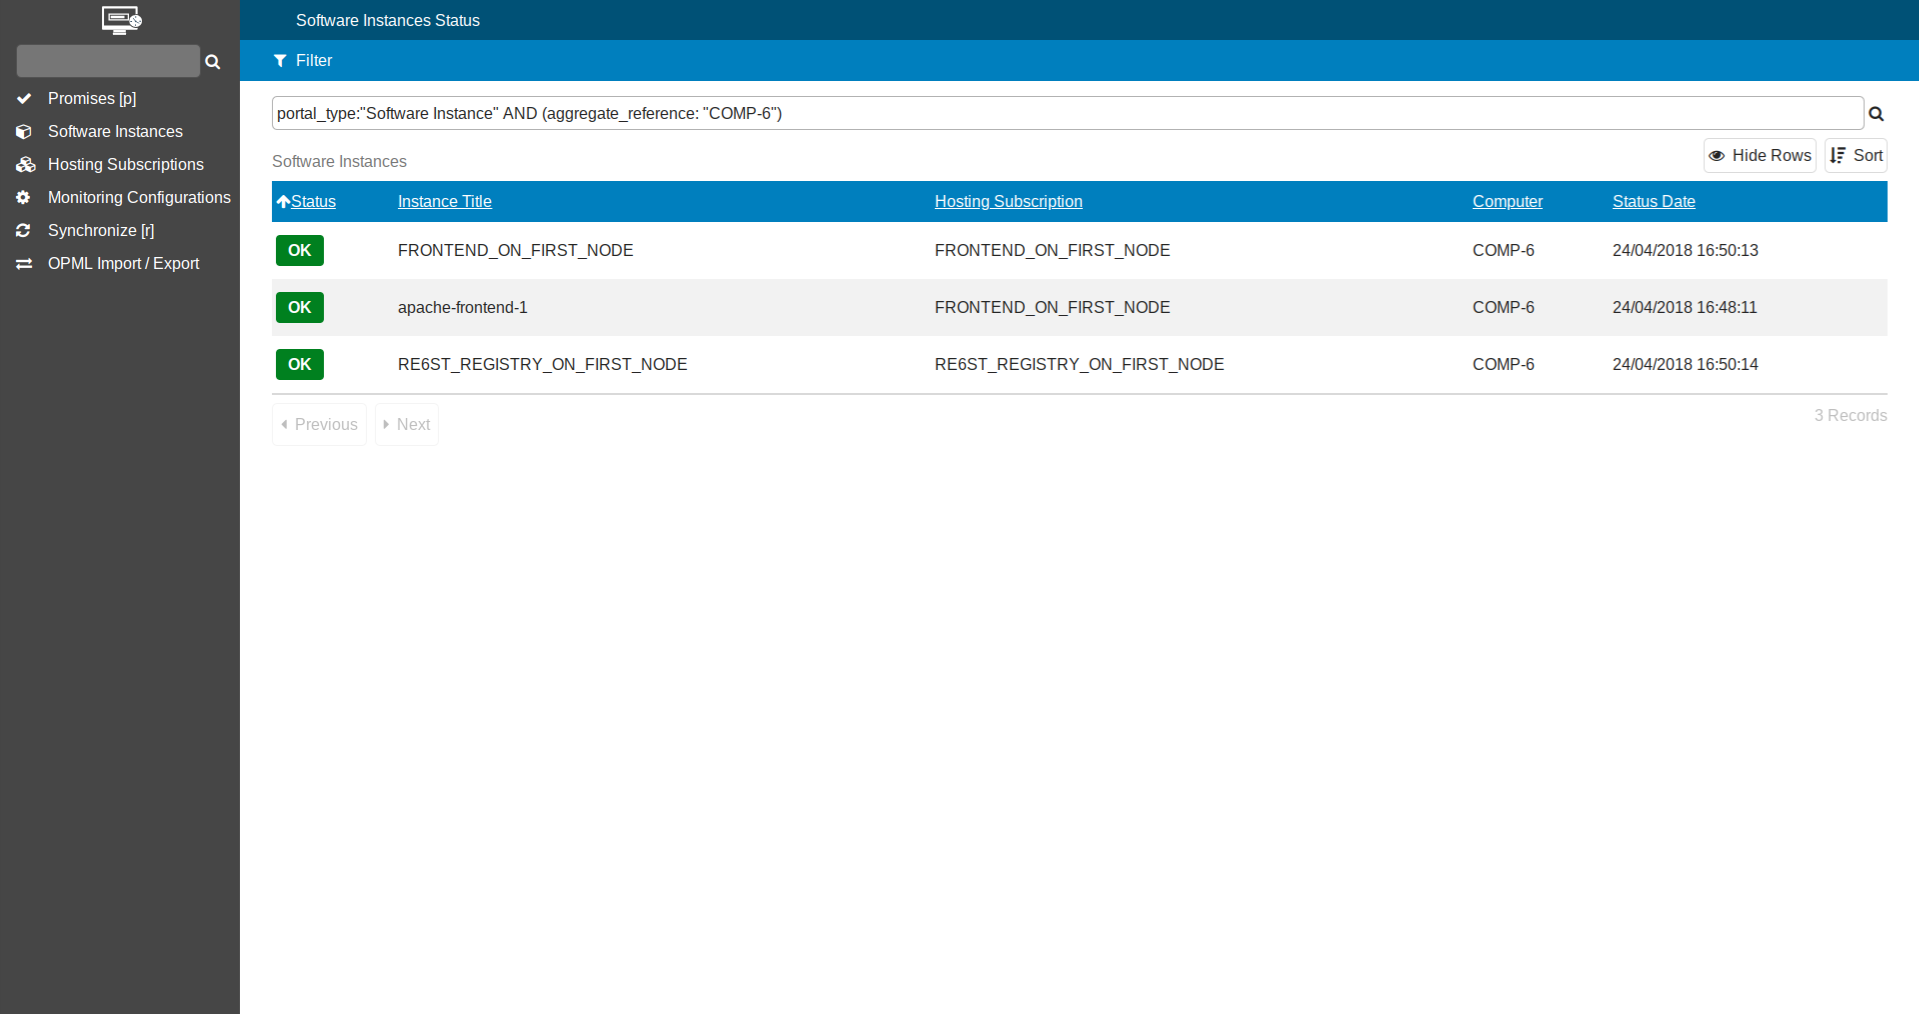 Software Instances Status
Filter
Promises [p]
Software Instances
Hosting Subscriptions
Monitoring Configurations
Synchronize [r]
OPML Import / Export
portal_type:"Software Instance" AND (aggregate_reference: "COMP-6")
Software Instances
Hide Rows Sort
Status Instance Title Hosting Subscription Computer Status Date
OK FRONTEND_ON_FIRST_NODE FRONTEND_ON_FIRST_NODE COMP-6 24/04/2018 16:50:13
OK apache-frontend-1 FRONTEND_ON_FIRST_NODE COMP-6 24/04/2018 16:48:11
OK RE6ST_REGISTRY_ON_FIRST_NODE RE6ST_REGISTRY_ON_FIRST_NODE COMP-6 24/04/2018 16:50:14
Previous Next 3 Records